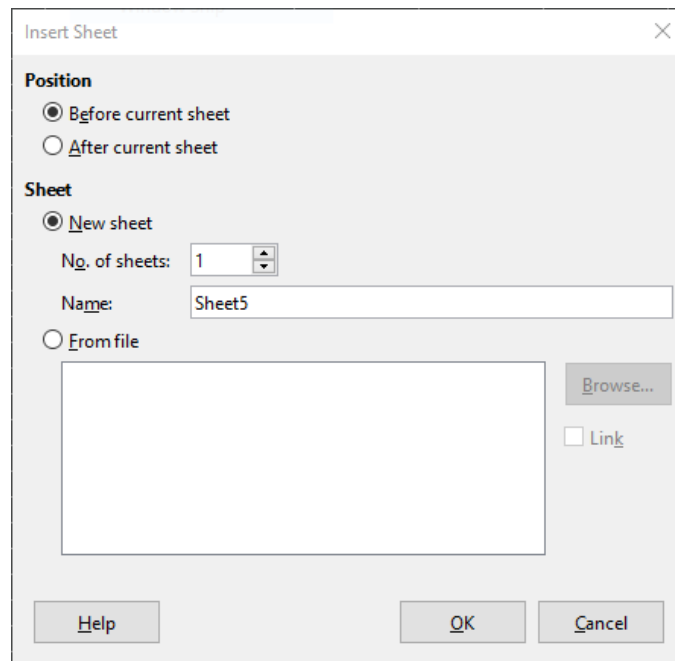 Insert Sheet
Position
Before current sheet
After current sheet
Sheet
New sheet
No. of sheets: 1
Name: Sheet5
From file
Browse...
Link
Help OK Cancel